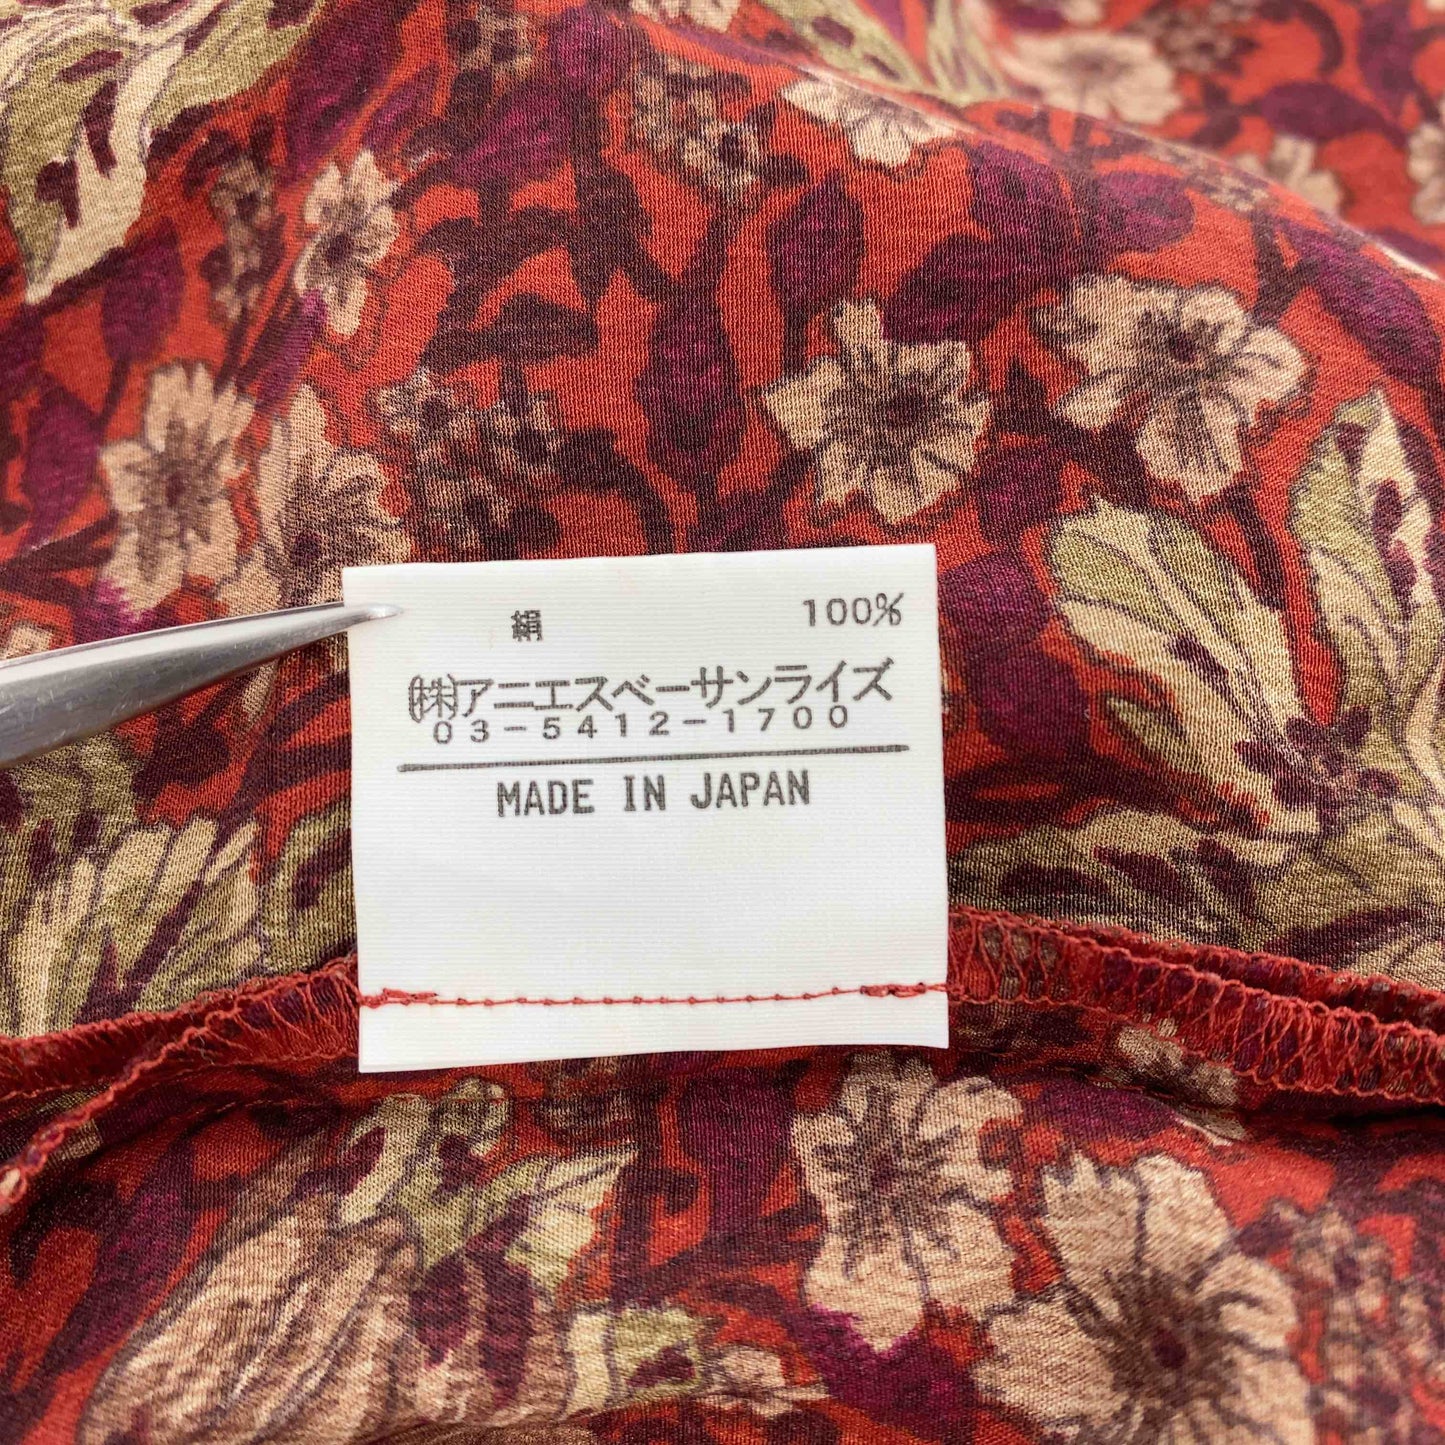 絹 100%
㈱アニエスベーサンライズ
03-5412-1700
MADE IN JAPAN